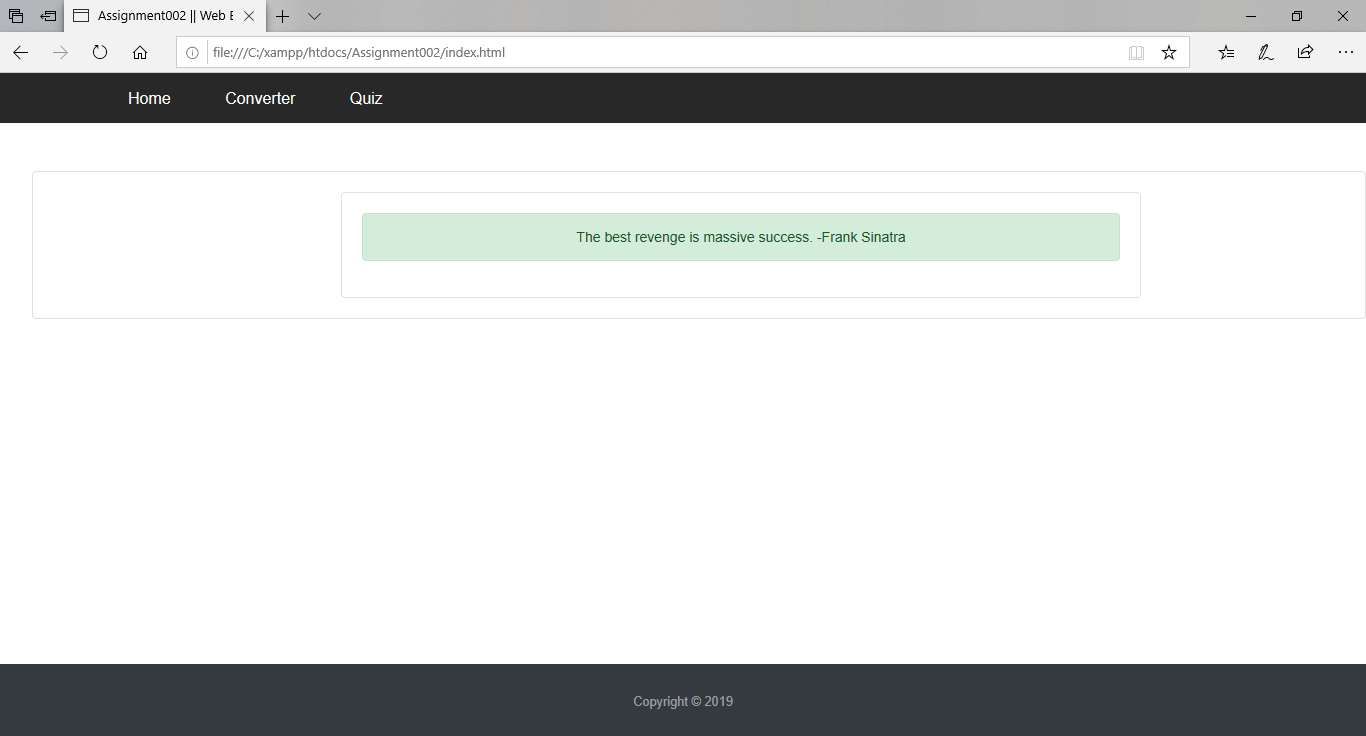 Assignment002 || Web E
file:///C:/xampp/htdocs/Assignment002/index.html
Home Converter Quiz
The best revenge is massive success. -Frank Sinatra
Copyright © 2019